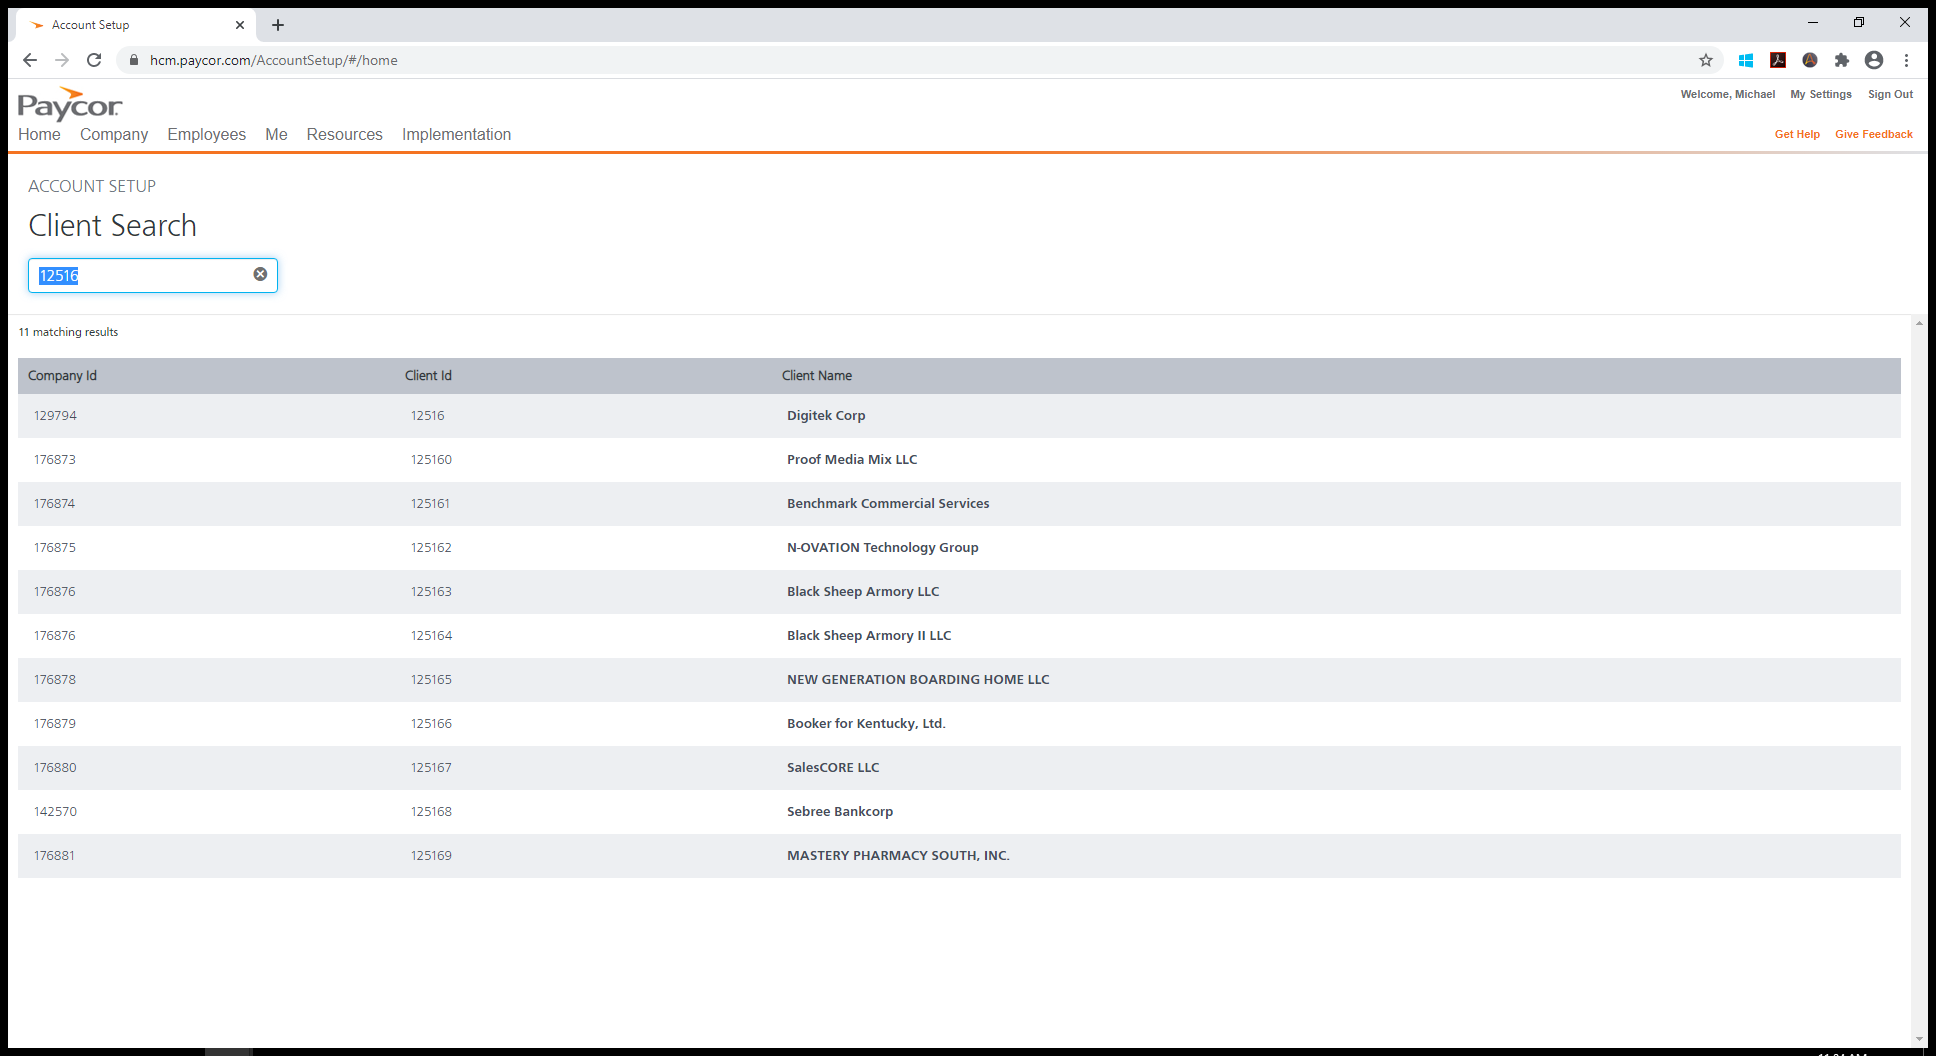 Account Setup
hcm.paycor.com/AccountSetup/#/home
Paycor
Welcome, Michael My Settings Sign Out
Home Company Employees Me Resources Implementation
Get Help Give Feedback
ACCOUNT SETUP
Client Search
12516
11 matching results
Company Id Client Id Client Name
129794 12516 Digitek Corp
176873 125160 Proof Media Mix LLC
176874 125161 Benchmark Commercial Services
176875 125162 N-OVATION Technology Group
176876 125163 Black Sheep Armory LLC
176876 125164 Black Sheep Armory II LLC
176878 125165 NEW GENERATION BOARDING HOME LLC
176879 125166 Booker for Kentucky, Ltd.
176880 125167 SalesCORE LLC
142570 125168 Sebree Bankcorp
176881 125169 MASTERY PHARMACY SOUTH, INC.